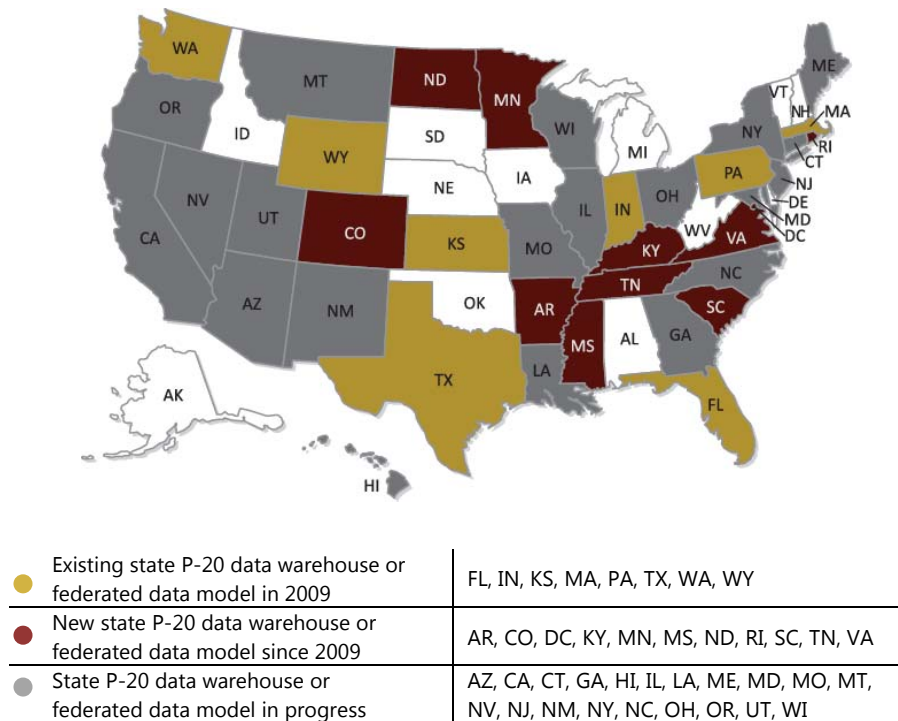 WA
MT
ND
MN
ME
VT
NH
MA
OR
ID
SD
WI
NY
RI
CT
WY
MI
PA
NJ
IA
NE
OH
DE
NV
IN
MD
UT
IL
WV
VA
DC
CO
CA
KS
MO
KY
NC
TN
AZ
NM
OK
AR
SC
MS
AL
GA
LA
TX
AK
FL
HI
Existing state P-20 data warehouse or
federated data model in 2009
FL, IN, KS, MA, PA, TX, WA, WY
New state P-20 data warehouse or
federated data model since 2009
AR, CO, DC, KY, MN, MS, ND, RI, SC, TN, VA
State P-20 data warehouse or
federated data model in progress
AZ, CA, CT, GA, HI, IL, LA, ME, MD, MO, MT,
NV, NJ, NM, NY, NC, OH, OR, UT, WI